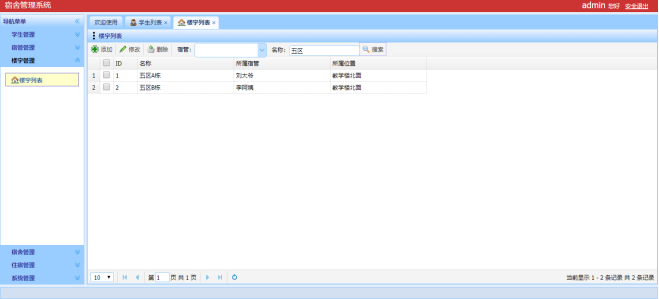 宿舍管理系统
admin 您好 安全退出
导航菜单
学生管理
宿管管理
楼宇管理
楼宇列表
宿舍管理
住宿管理
系统管理
欢迎使用 学生列表 × 楼宇列表 ×
楼宇列表
添加 修改 删除 宿管： 名称： 五区 搜索
ID 名称 所属宿管 所属位置
1 1 五区A栋 刘大爷 教学楼北面
2 2 五区B栋 李阿姨 教学楼北面
10 第 1 页 共 1 页
当前显示 1 - 2 条记录 共 2 条记录